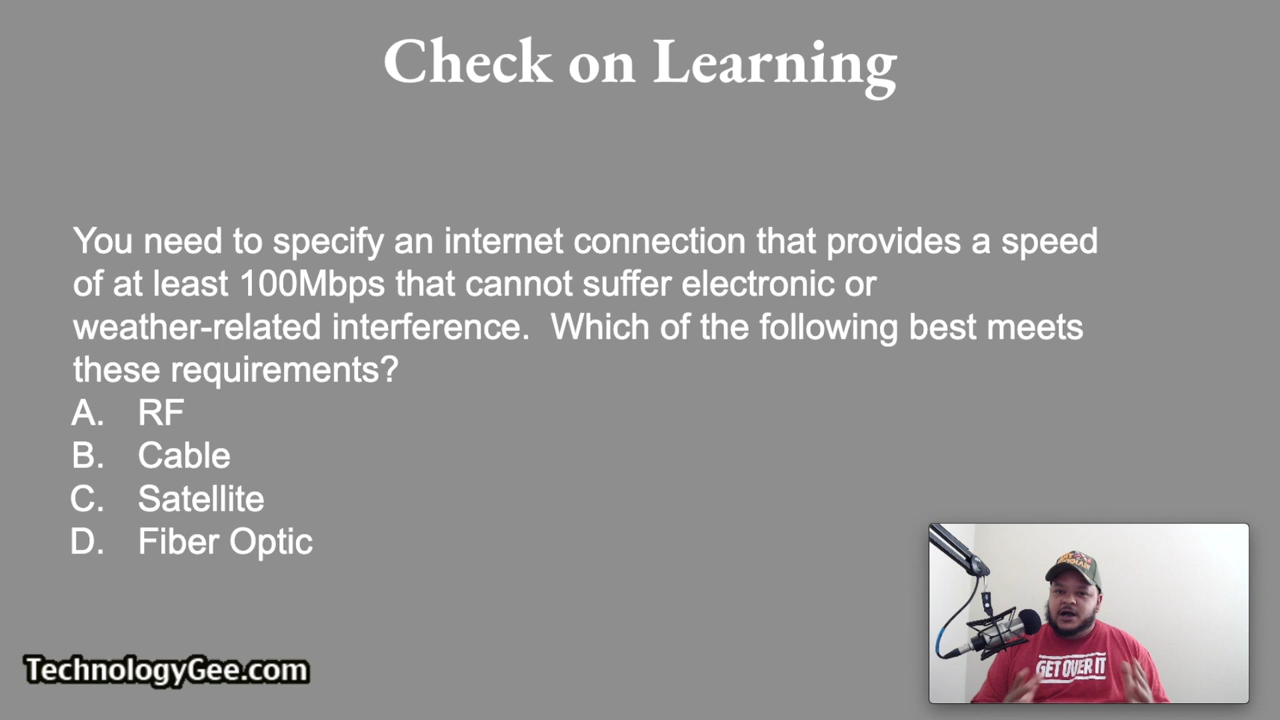 Check on Learning
You need to specify an internet connection that provides a speed
of at least 100Mbps that cannot suffer electronic or
weather-related interference.  Which of the following best meets
these requirements?
A. RF
B. Cable
C. Satellite
D. Fiber Optic
GET OVER IT
TechnologyGee.com